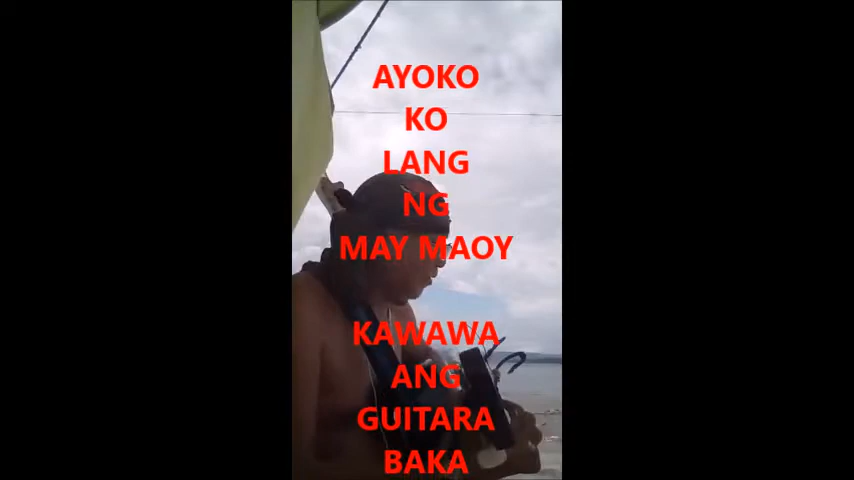 AYOKO
KO
LANG
NG
MAY MAOY
KAWAWA
ANG
GUITARA
BAKA